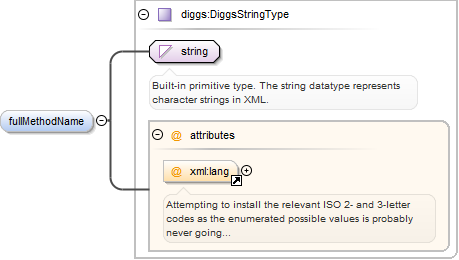 diggs:DiggsStringType
string
Built-in primitive type. The string datatype represents
character strings in XML.
fullMethodName
@ attributes
@ xml:lang
Attempting to install the relevant ISO 2- and 3-letter
codes as the enumerated possible values is probably
never going...